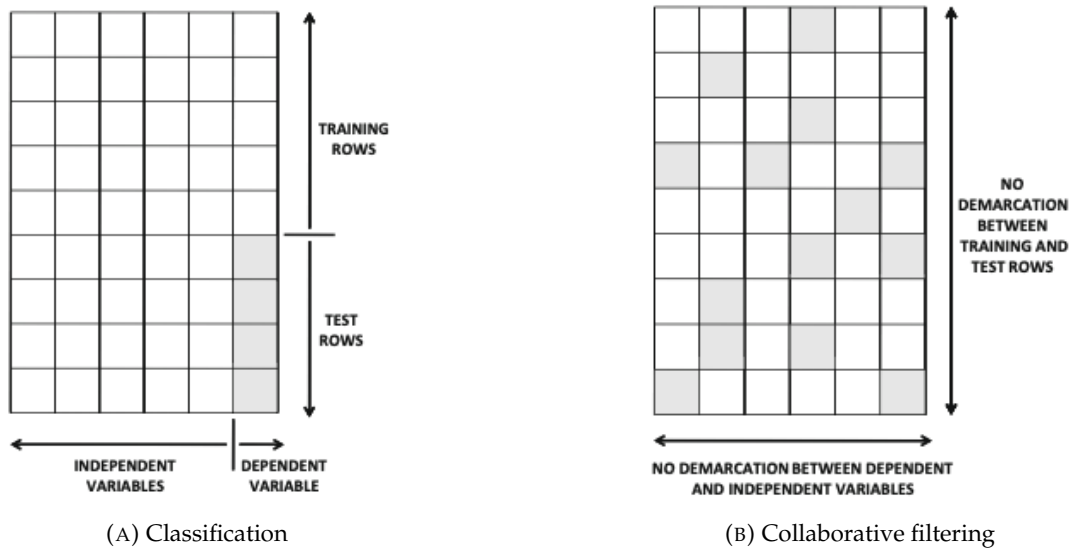 TRAINING
ROWS
TEST
ROWS
INDEPENDENT
VARIABLES
DEPENDENT
VARIABLE
(A) Classification
NO
DEMARCATION
BETWEEN
TRAINING AND
TEST ROWS
NO DEMARCATION BETWEEN DEPENDENT
AND INDEPENDENT VARIABLES
(B) Collaborative filtering